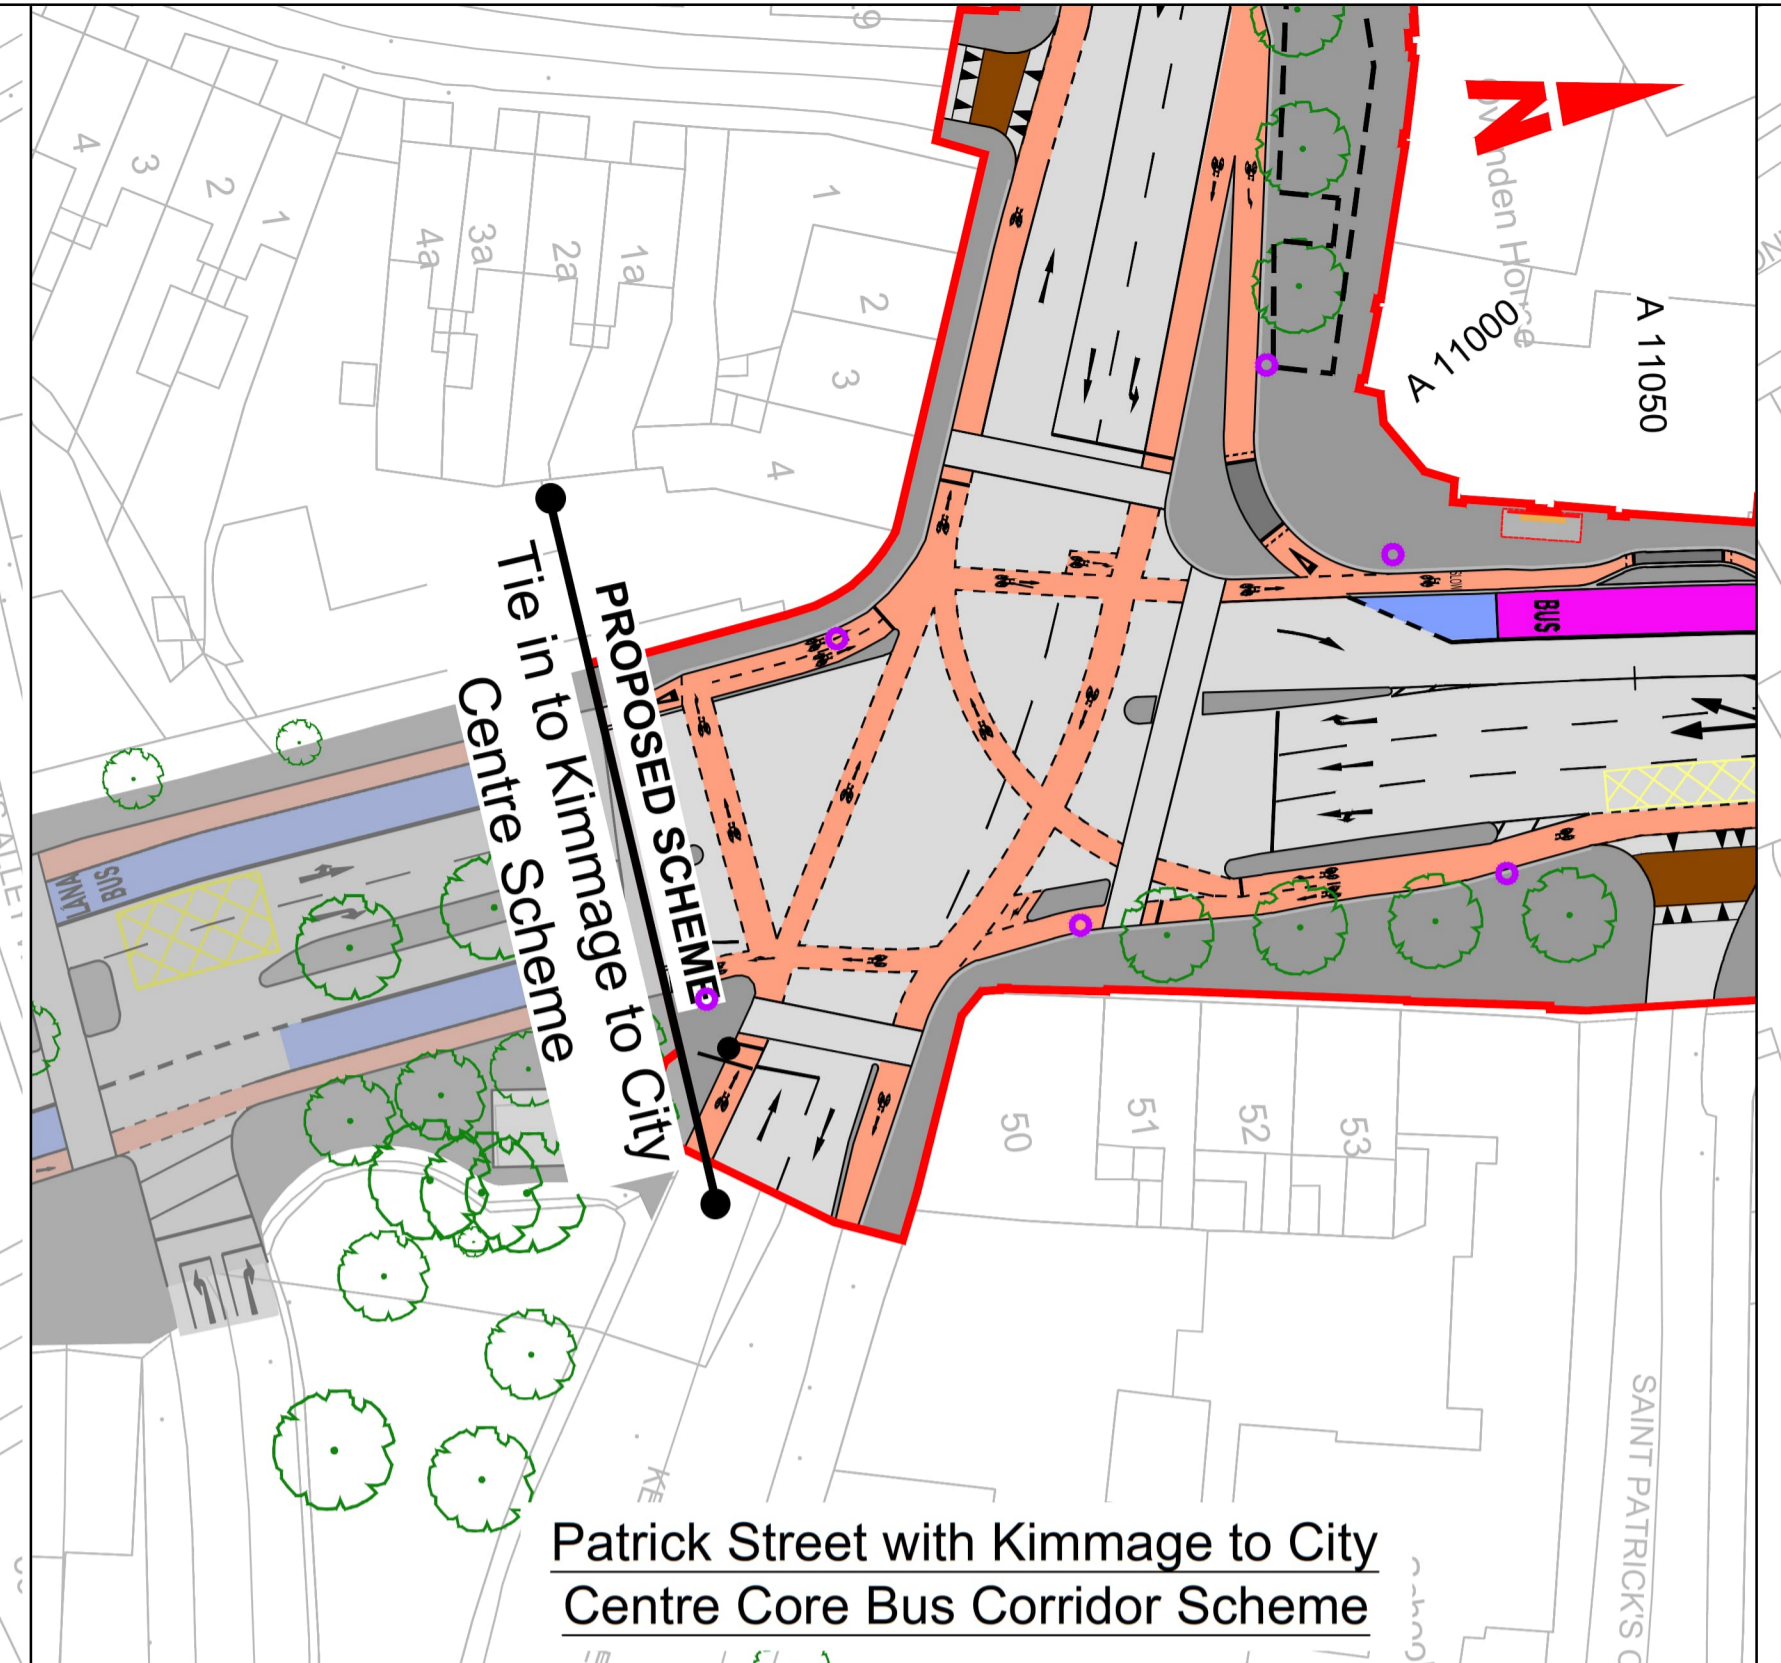 N
A 11000
A 11050
4
3
2
1
4a
3a
2a
1a
1
2
3
4
SLOW
BUS
PROPOSED SCHEME
Tie in to Kimmage to City
Centre Scheme
LÁNA
BUS
50
51
52
53
SAINT PATRICK'S
Patrick Street with Kimmage to City
Centre Core Bus Corridor Scheme